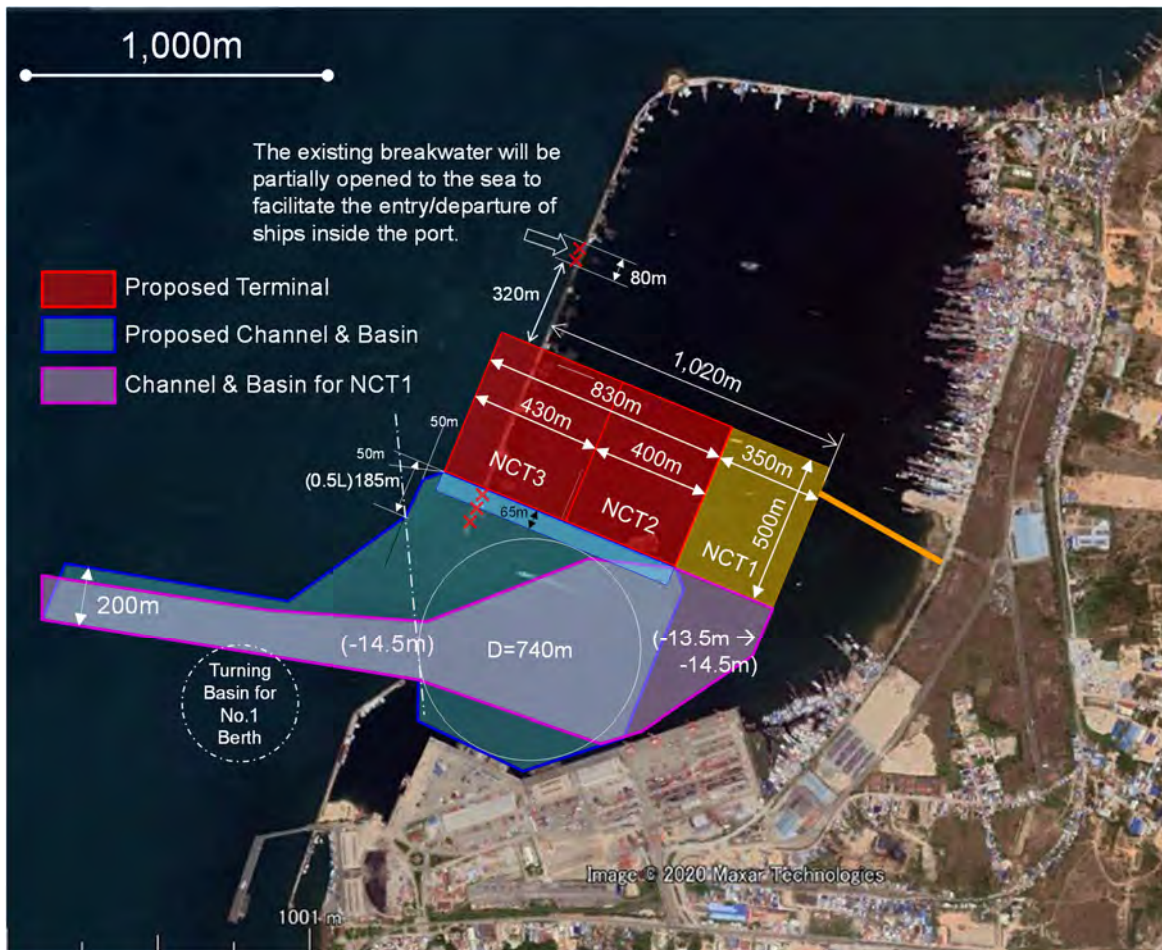 1,000m
The existing breakwater will be
partially opened to the sea to
facilitate the entry/departure of
ships inside the port.
80m
320m
Proposed Terminal
Proposed Channel & Basin
Channel & Basin for NCT1
1,020m
830m
430m
400m
350m
500m
50m
50m
(0.5L)185m
NCT3
NCT2
NCT1
65m
200m
(-14.5m)
D=740m
(-13.5m →
-14.5m)
Turning
Basin for
No.1
Berth
Image © 2020 Maxar Technologies
1001 m